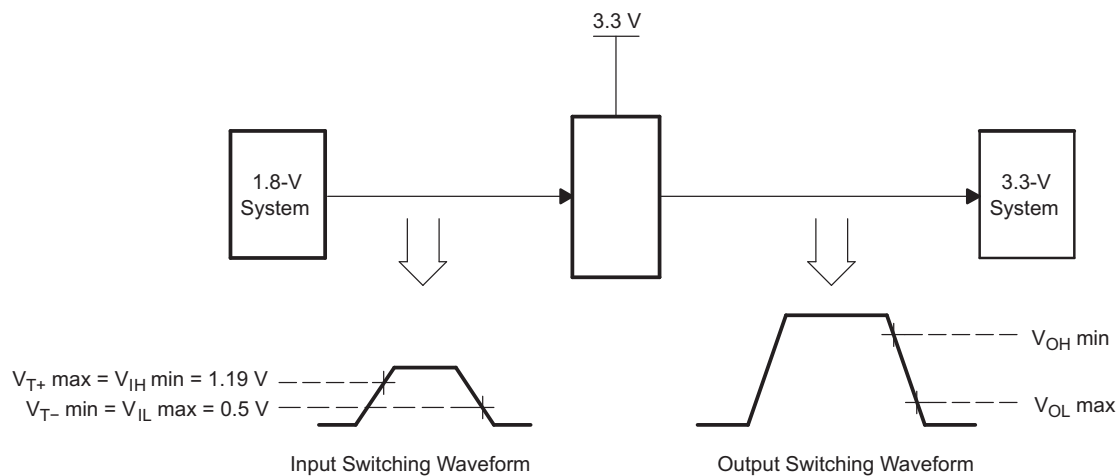 3.3 V
1.8-V
System
3.3-V
System
V_OH min
V_T+ max = V_IH min = 1.19 V
V_T− min = V_IL max = 0.5 V
V_OL max
Input Switching Waveform
Output Switching Waveform